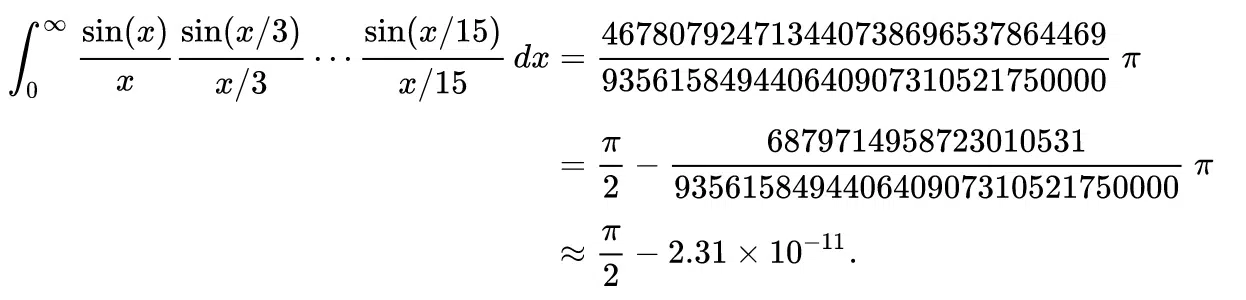 ∫₀^∞ sin(x)/x sin(x/3)/(x/3) ⋯ sin(x/15)/(x/15) dx = 467807924713440738696537864469/935615849440640907310521750000 π
= π/2 − 6879714958723010531/935615849440640907310521750000 π
≈ π/2 − 2.31 × 10⁻¹¹.